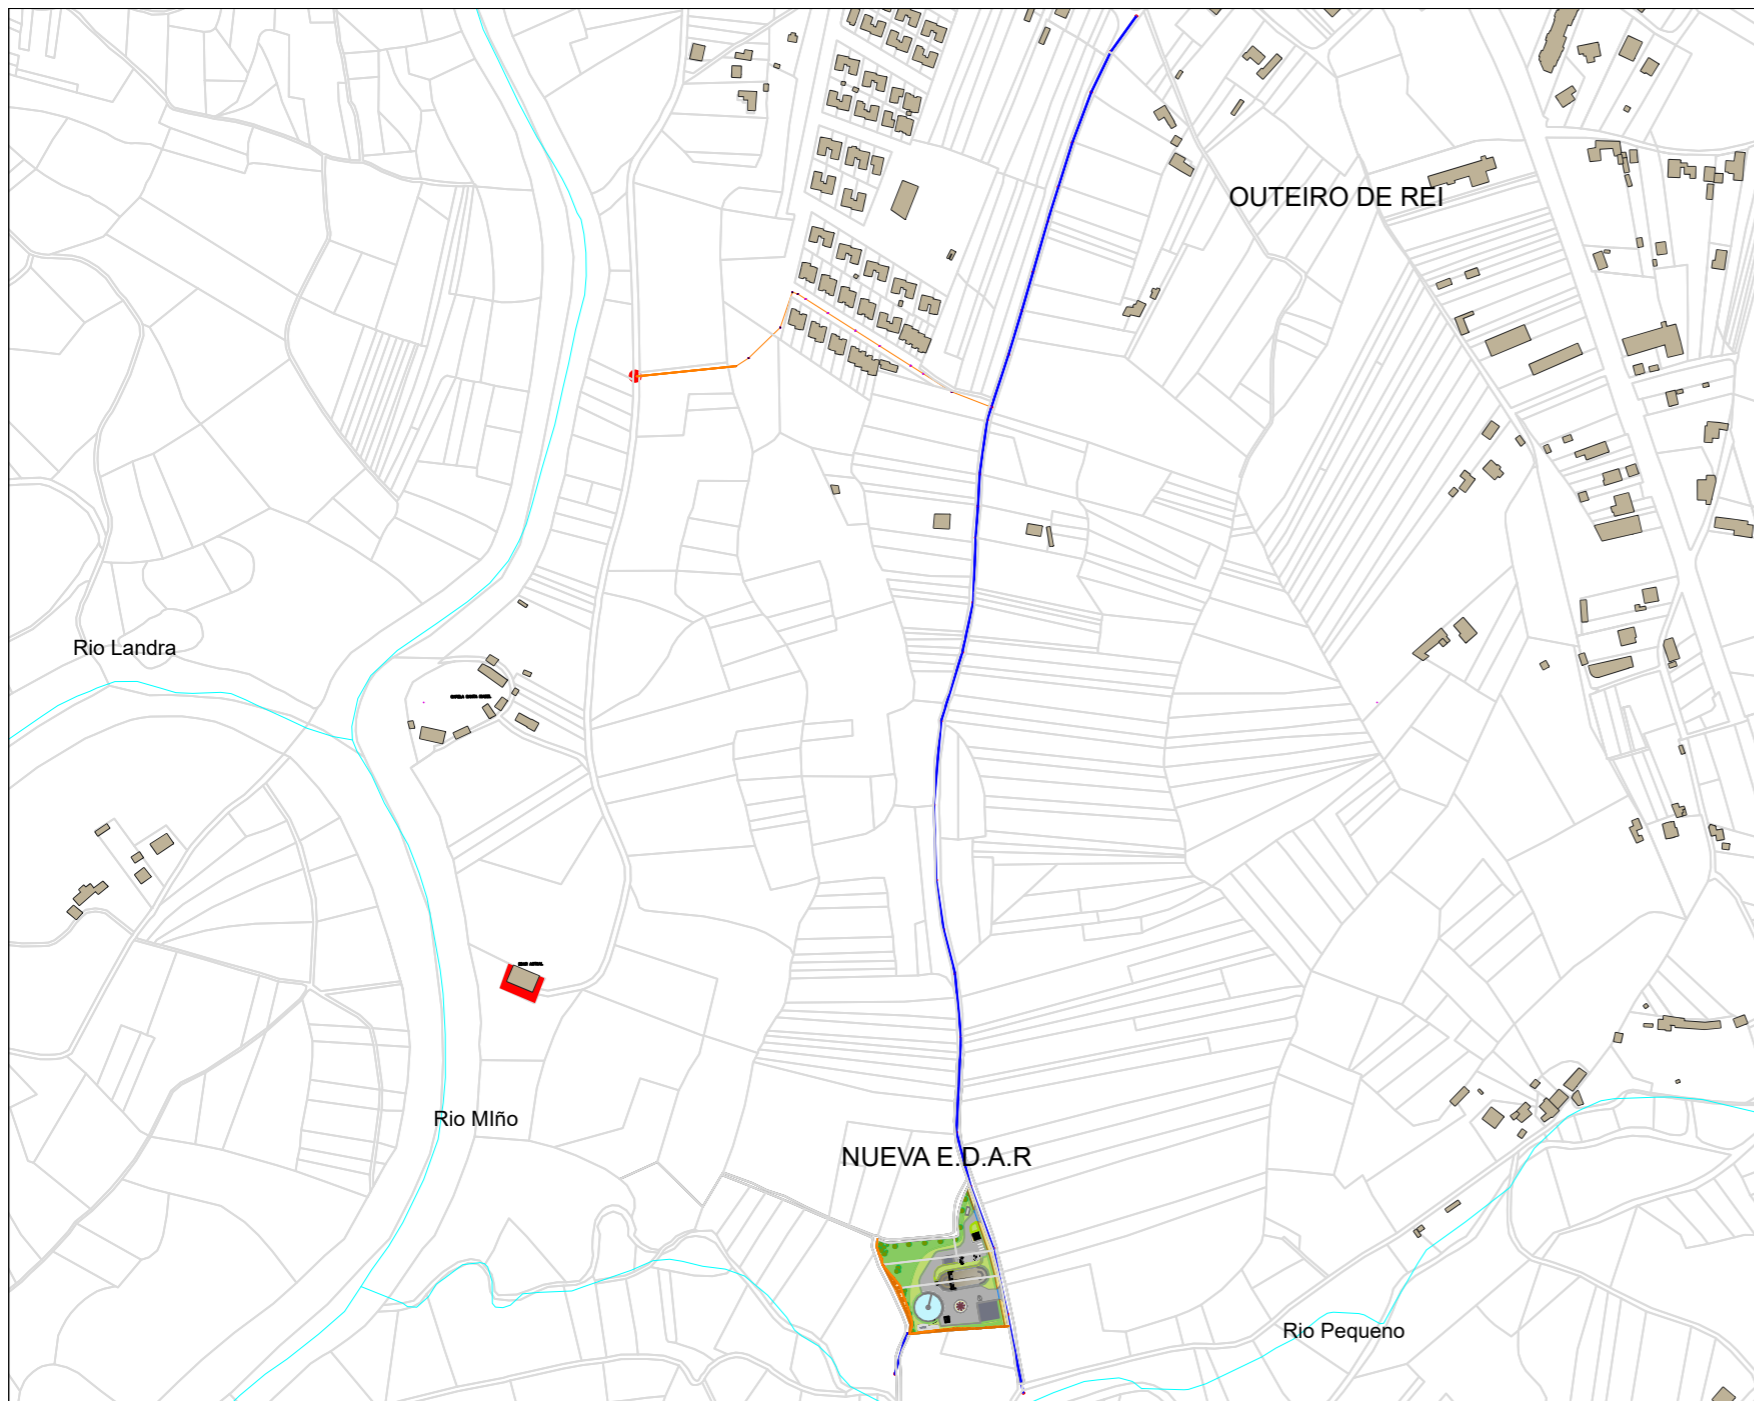 OUTEIRO DE REI
Rio Landra
Rio MIño
NUEVA E.D.A.R
Rio Pequeno